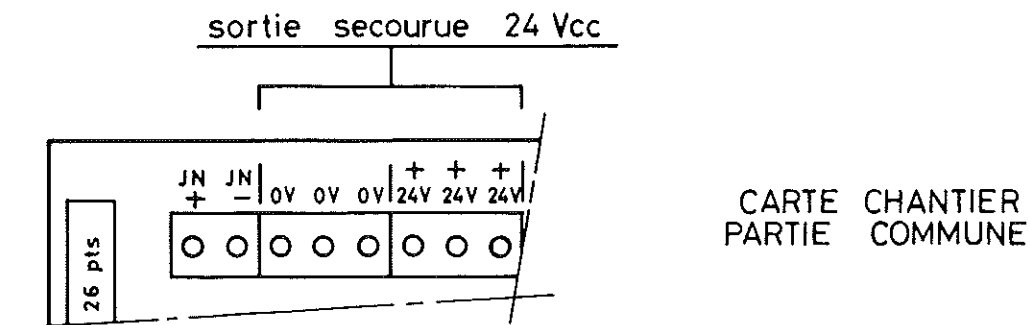 sortie secourue 24 Vcc
JN JN + + +
+ - 0V 0V 0V 24V 24V 24V
26 pts
CARTE CHANTIER
PARTIE COMMUNE